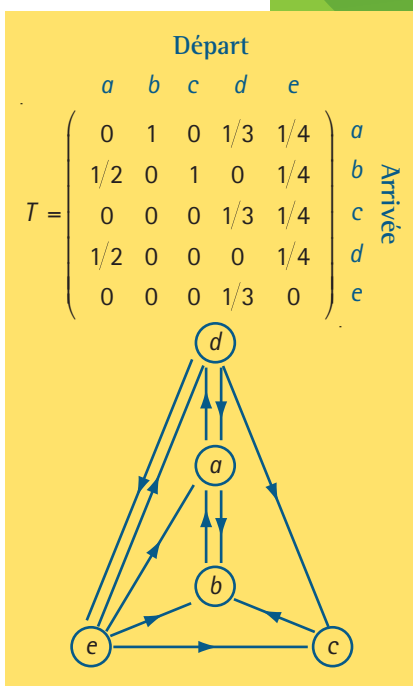 Départ
a b c d e
0 1 0 1/3 1/4 a
1/2 0 1 0 1/4 b
T = 0 0 0 1/3 1/4 c
1/2 0 0 0 1/4 d
0 0 0 1/3 0 e
Arrivée
d
a
b
e
c